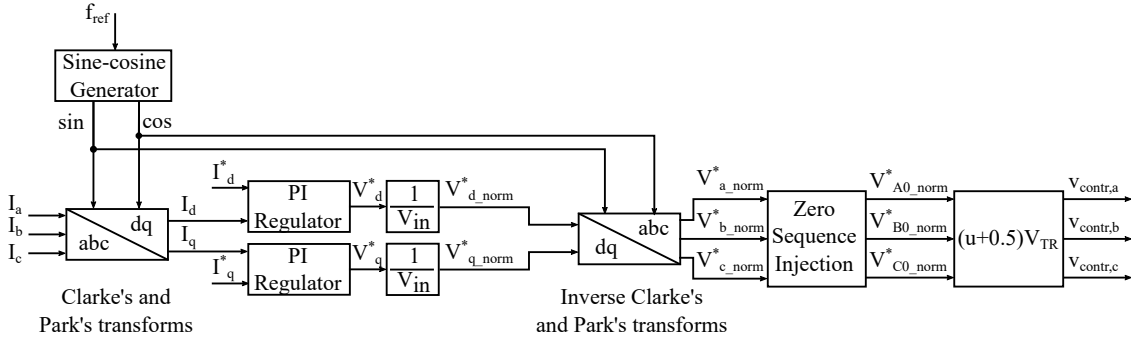 f_ref
Sine-cosine
Generator
sin
cos
I_a
I_b
I_c
abc
dq
Clarke's and
Park's transforms
I_d
I_q
I*_d
I*_q
PI
Regulator
PI
Regulator
V*_d
V*_q
1
V_in
1
V_in
V*_d_norm
V*_q_norm
dq
abc
Inverse Clarke's
and Park's transforms
V*_a_norm
V*_b_norm
V*_c_norm
Zero
Sequence
Injection
V*_A0_norm
V*_B0_norm
V*_C0_norm
(u+0.5)V_TR
v_contr,a
v_contr,b
v_contr,c